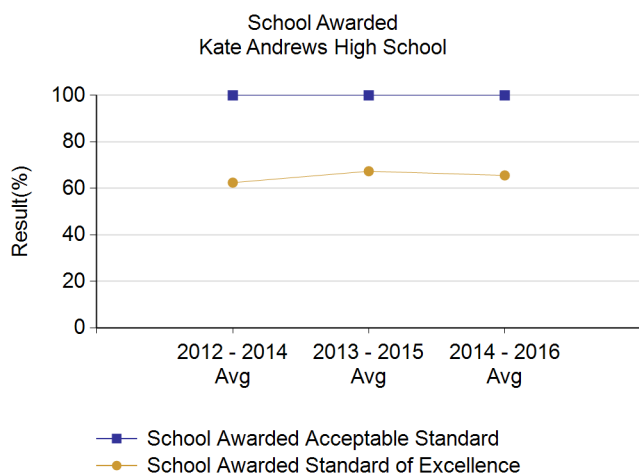 School Awarded
Kate Andrews High School
Result(%)
100
80
60
40
20
0
2012 - 2014 2013 - 2015 2014 - 2016
Avg Avg Avg
School Awarded Acceptable Standard
School Awarded Standard of Excellence